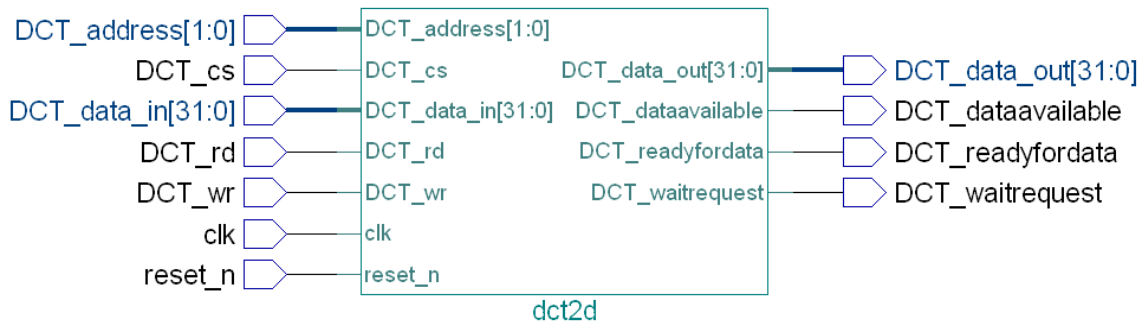 DCT_address[1:0] DCT_address[1:0]
DCT_cs DCT_cs DCT_data_out[31:0] DCT_data_out[31:0]
DCT_data_in[31:0] DCT_data_in[31:0] DCT_dataavailable DCT_dataavailable
DCT_rd DCT_rd DCT_readyfordata DCT_readyfordata
DCT_wr DCT_wr DCT_waitrequest DCT_waitrequest
clk clk
reset_n reset_n
dct2d